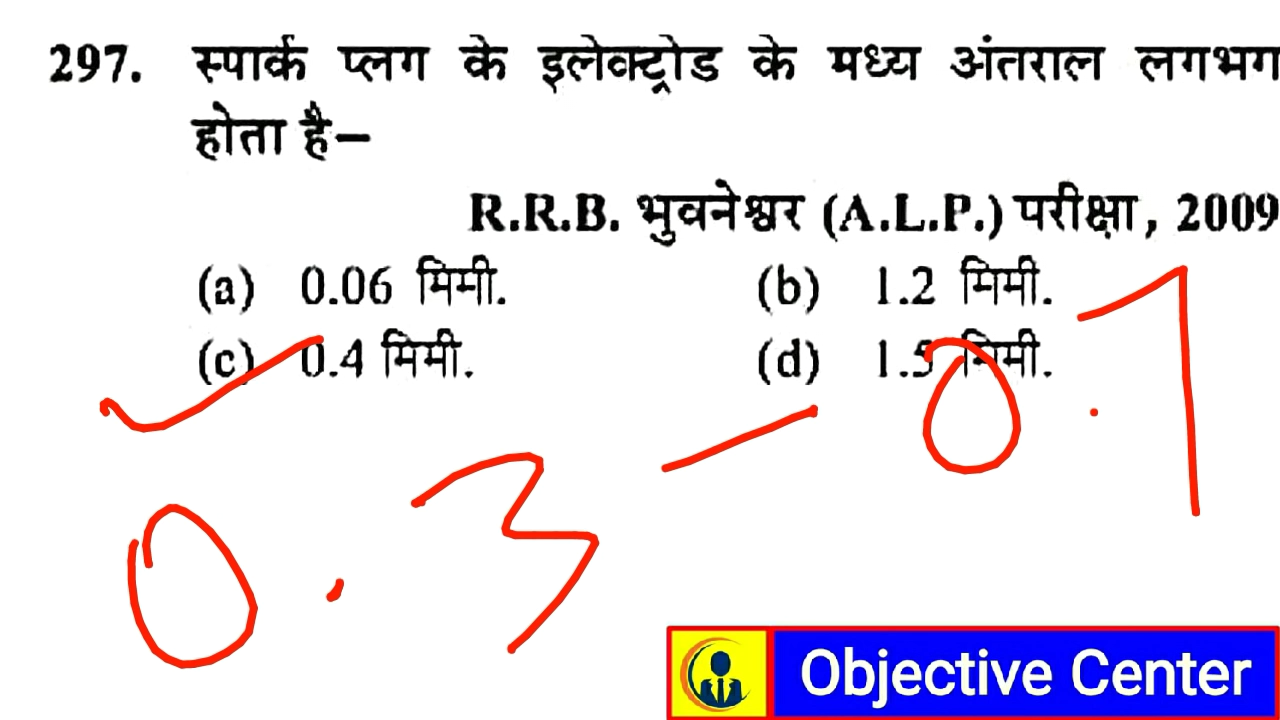 297. स्पार्क प्लग के इलेक्ट्रोड के मध्य अंतराल लगभग
होता है–
R.R.B. भुवनेश्वर (A.L.P.) परीक्षा, 2009
(a) 0.06 मिमी. (b) 1.2 मिमी.
(c) 0.4 मिमी. (d) 1.5 मिमी.
0.3 – 0.7
Objective Center